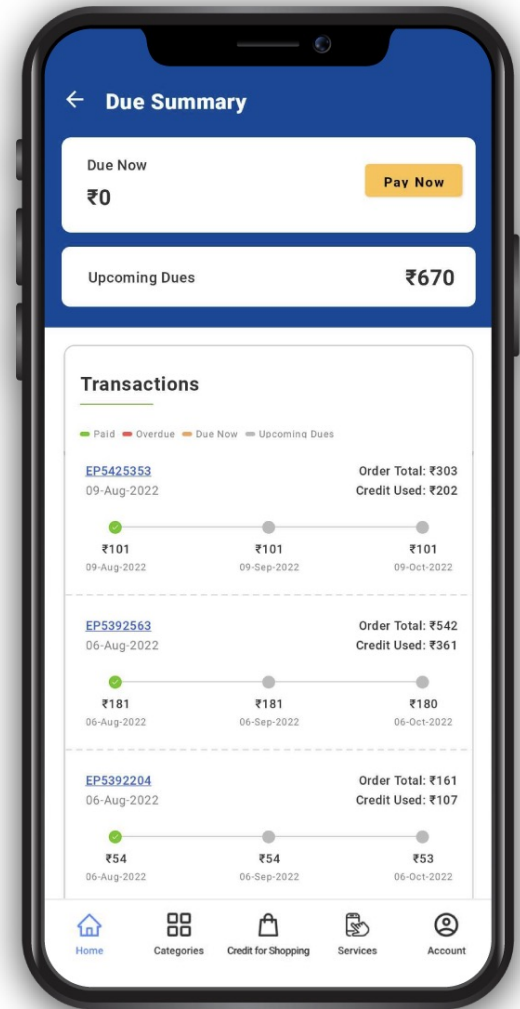 Due Summary
Due Now
₹0
Pay Now
Upcoming Dues ₹670
Transactions
Paid Overdue Due Now Upcoming Dues
EP5425353 Order Total: ₹303
09-Aug-2022 Credit Used: ₹202
₹101 ₹101 ₹101
09-Aug-2022 09-Sep-2022 09-Oct-2022
EP5392563 Order Total: ₹542
06-Aug-2022 Credit Used: ₹361
₹181 ₹181 ₹180
06-Aug-2022 06-Sep-2022 06-Oct-2022
EP5392204 Order Total: ₹161
06-Aug-2022 Credit Used: ₹107
₹54 ₹54 ₹53
06-Aug-2022 06-Sep-2022 06-Oct-2022
Home Categories Credit for Shopping Services Account